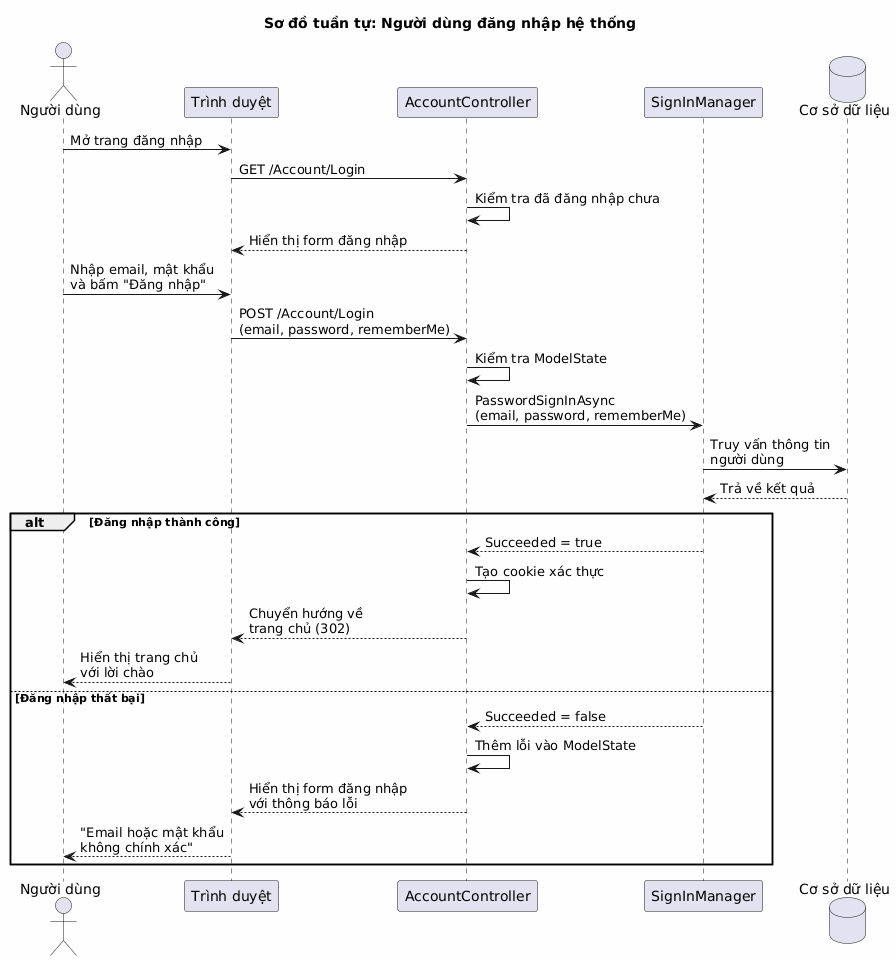 Sơ đồ tuần tự: Người dùng đăng nhập hệ thống
Người dùng
Trình duyệt
AccountController
SignInManager
Cơ sở dữ liệu
Mở trang đăng nhập
GET /Account/Login
Kiểm tra đã đăng nhập chưa
Hiển thị form đăng nhập
Nhập email, mật khẩu
và bấm "Đăng nhập"
POST /Account/Login
(email, password, rememberMe)
Kiểm tra ModelState
PasswordSignInAsync
(email, password, rememberMe)
Truy vấn thông tin
người dùng
Trả về kết quả
alt
[Đăng nhập thành công]
Succeeded = true
Tạo cookie xác thực
Chuyển hướng về
trang chủ (302)
Hiển thị trang chủ
với lời chào
[Đăng nhập thất bại]
Succeeded = false
Thêm lỗi vào ModelState
Hiển thị form đăng nhập
với thông báo lỗi
"Email hoặc mật khẩu
không chính xác"
Người dùng
Trình duyệt
AccountController
SignInManager
Cơ sở dữ liệu